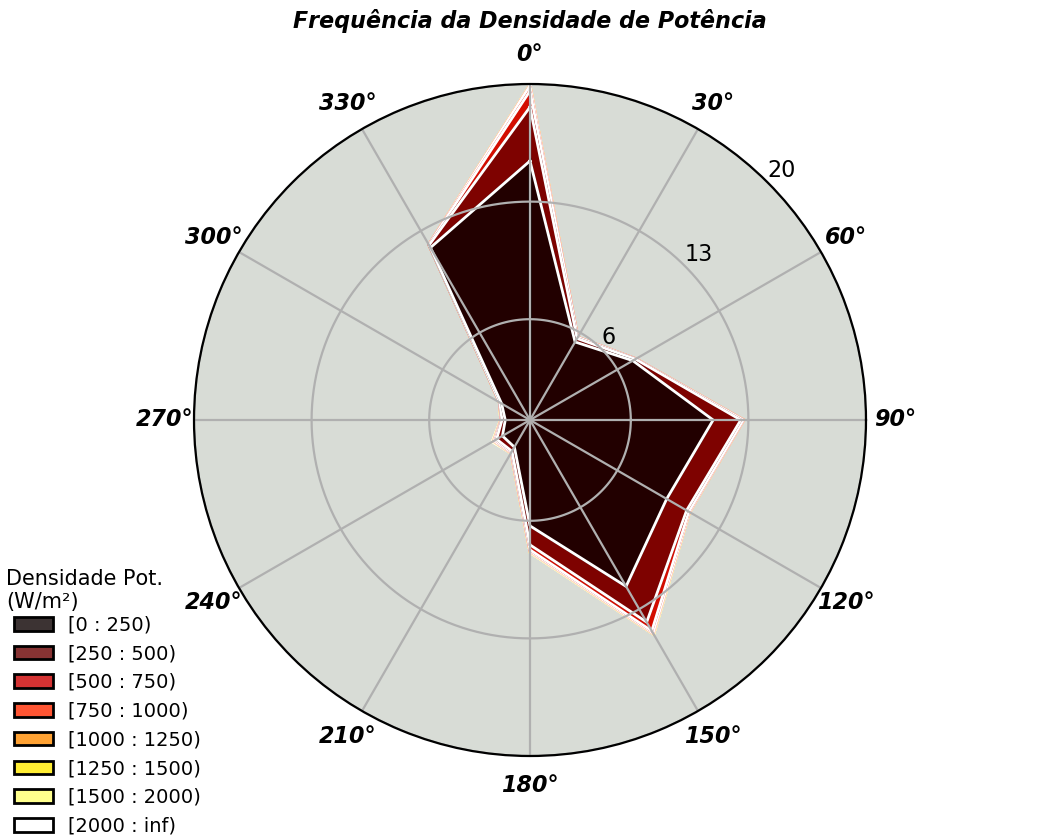 Frequência da Densidade de Potência
0°
330°
30°
20
300°
60°
13
6
270°
90°
240°
120°
210°
150°
180°
Densidade Pot.
(W/m²)
[0 : 250)
[250 : 500)
[500 : 750)
[750 : 1000)
[1000 : 1250)
[1250 : 1500)
[1500 : 2000)
[2000 : inf)